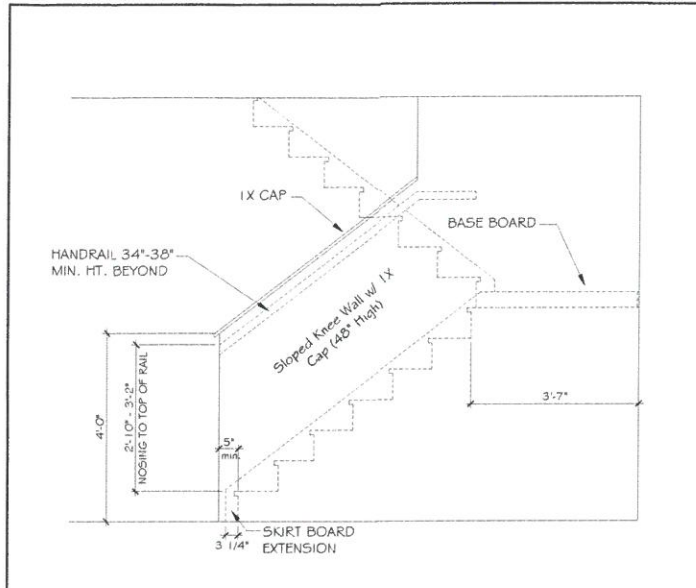 1X CAP
HANDRAIL 34"-38"
MIN. HT. BEYOND
BASE BOARD
Sloped Knee Wall w/ 1X
Cap (48" High)
3'-7"
4'-0"
2'-10" - 3'-2"
NOSING TO TOP OF RAIL
5"
min.
SKIRT BOARD
EXTENSION
3 1/4"